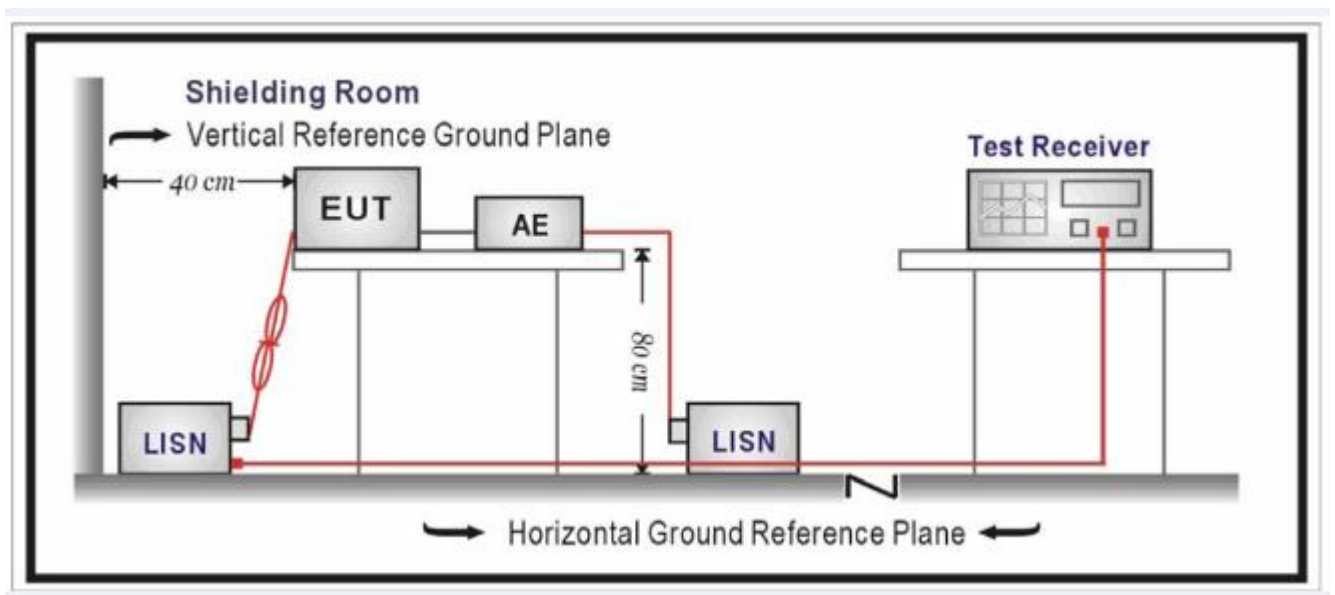 Shielding Room
Vertical Reference Ground Plane
40 cm
EUT
AE
Test Receiver
80 cm
LISN
LISN
Horizontal Ground Reference Plane